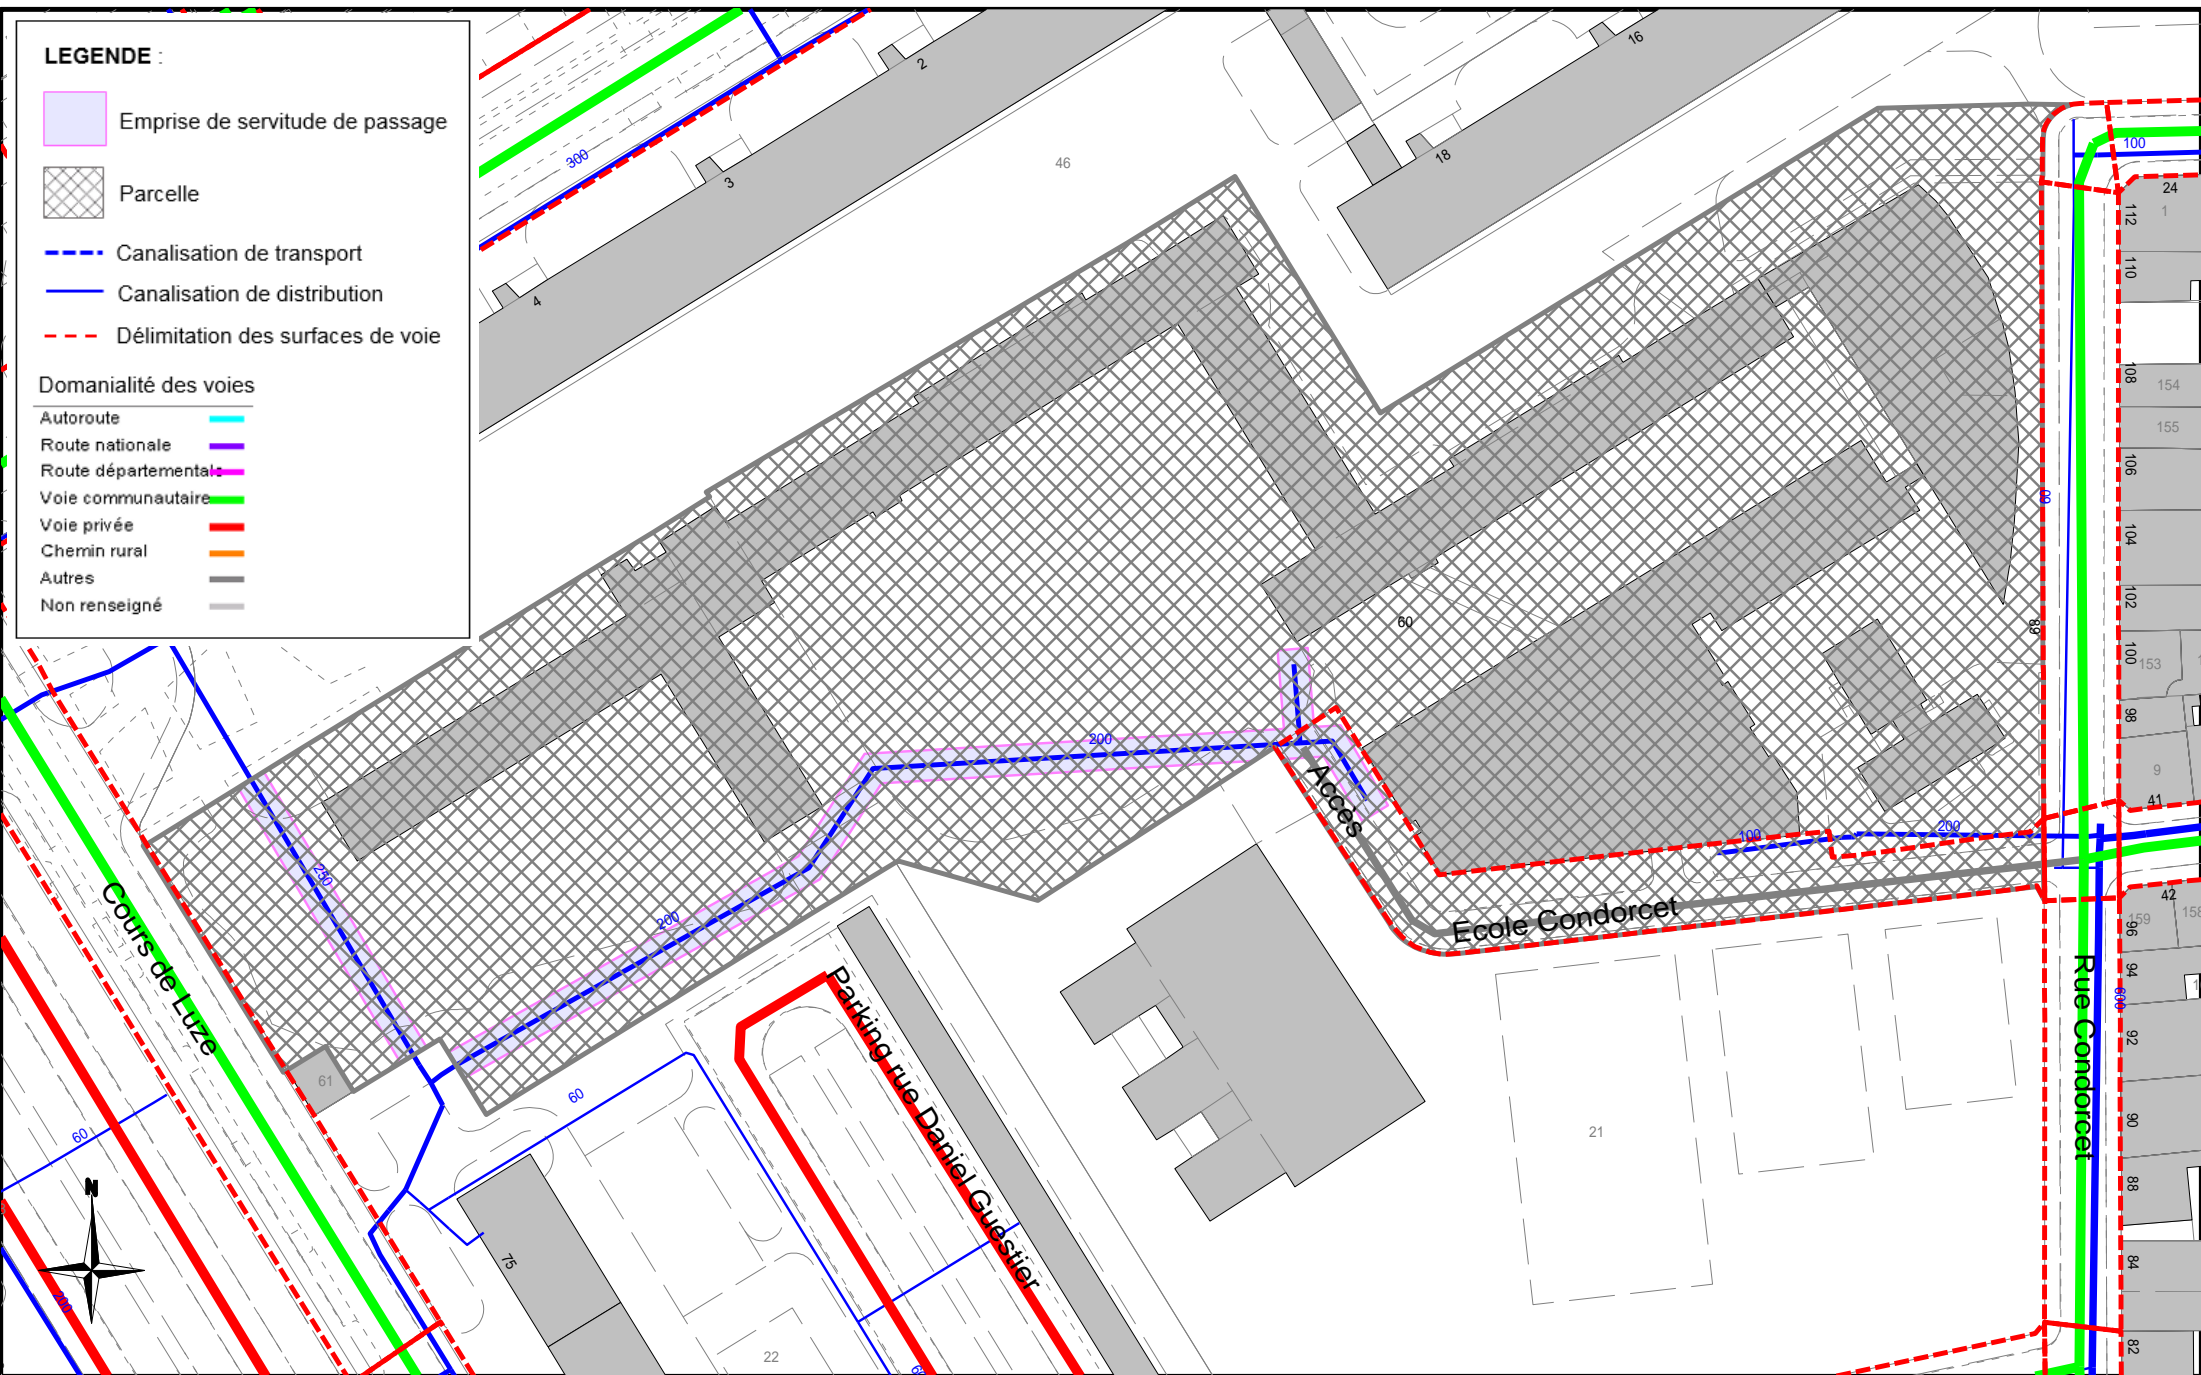 LEGENDE :
Emprise de servitude de passage
Parcelle
Canalisation de transport
Canalisation de distribution
Délimitation des surfaces de voie
Domanialité des voies
Autoroute
Route nationale
Route départementale
Voie communautaire
Voie privée
Chemin rural
Autres
Non renseigné
2
3
4
16
18
46
300
100
24
1
112
110
108
154
155
106
104
102
100
153
98
9
41
60
68
200
250
200
200
100
Accès
Ecole Condorcet
Rue Condorcet
Cours de Luze
Parking rue Daniel Guestier
42
159
158
96
94
92
90
88
84
82
600
61
60
60
21
22
75
200
N